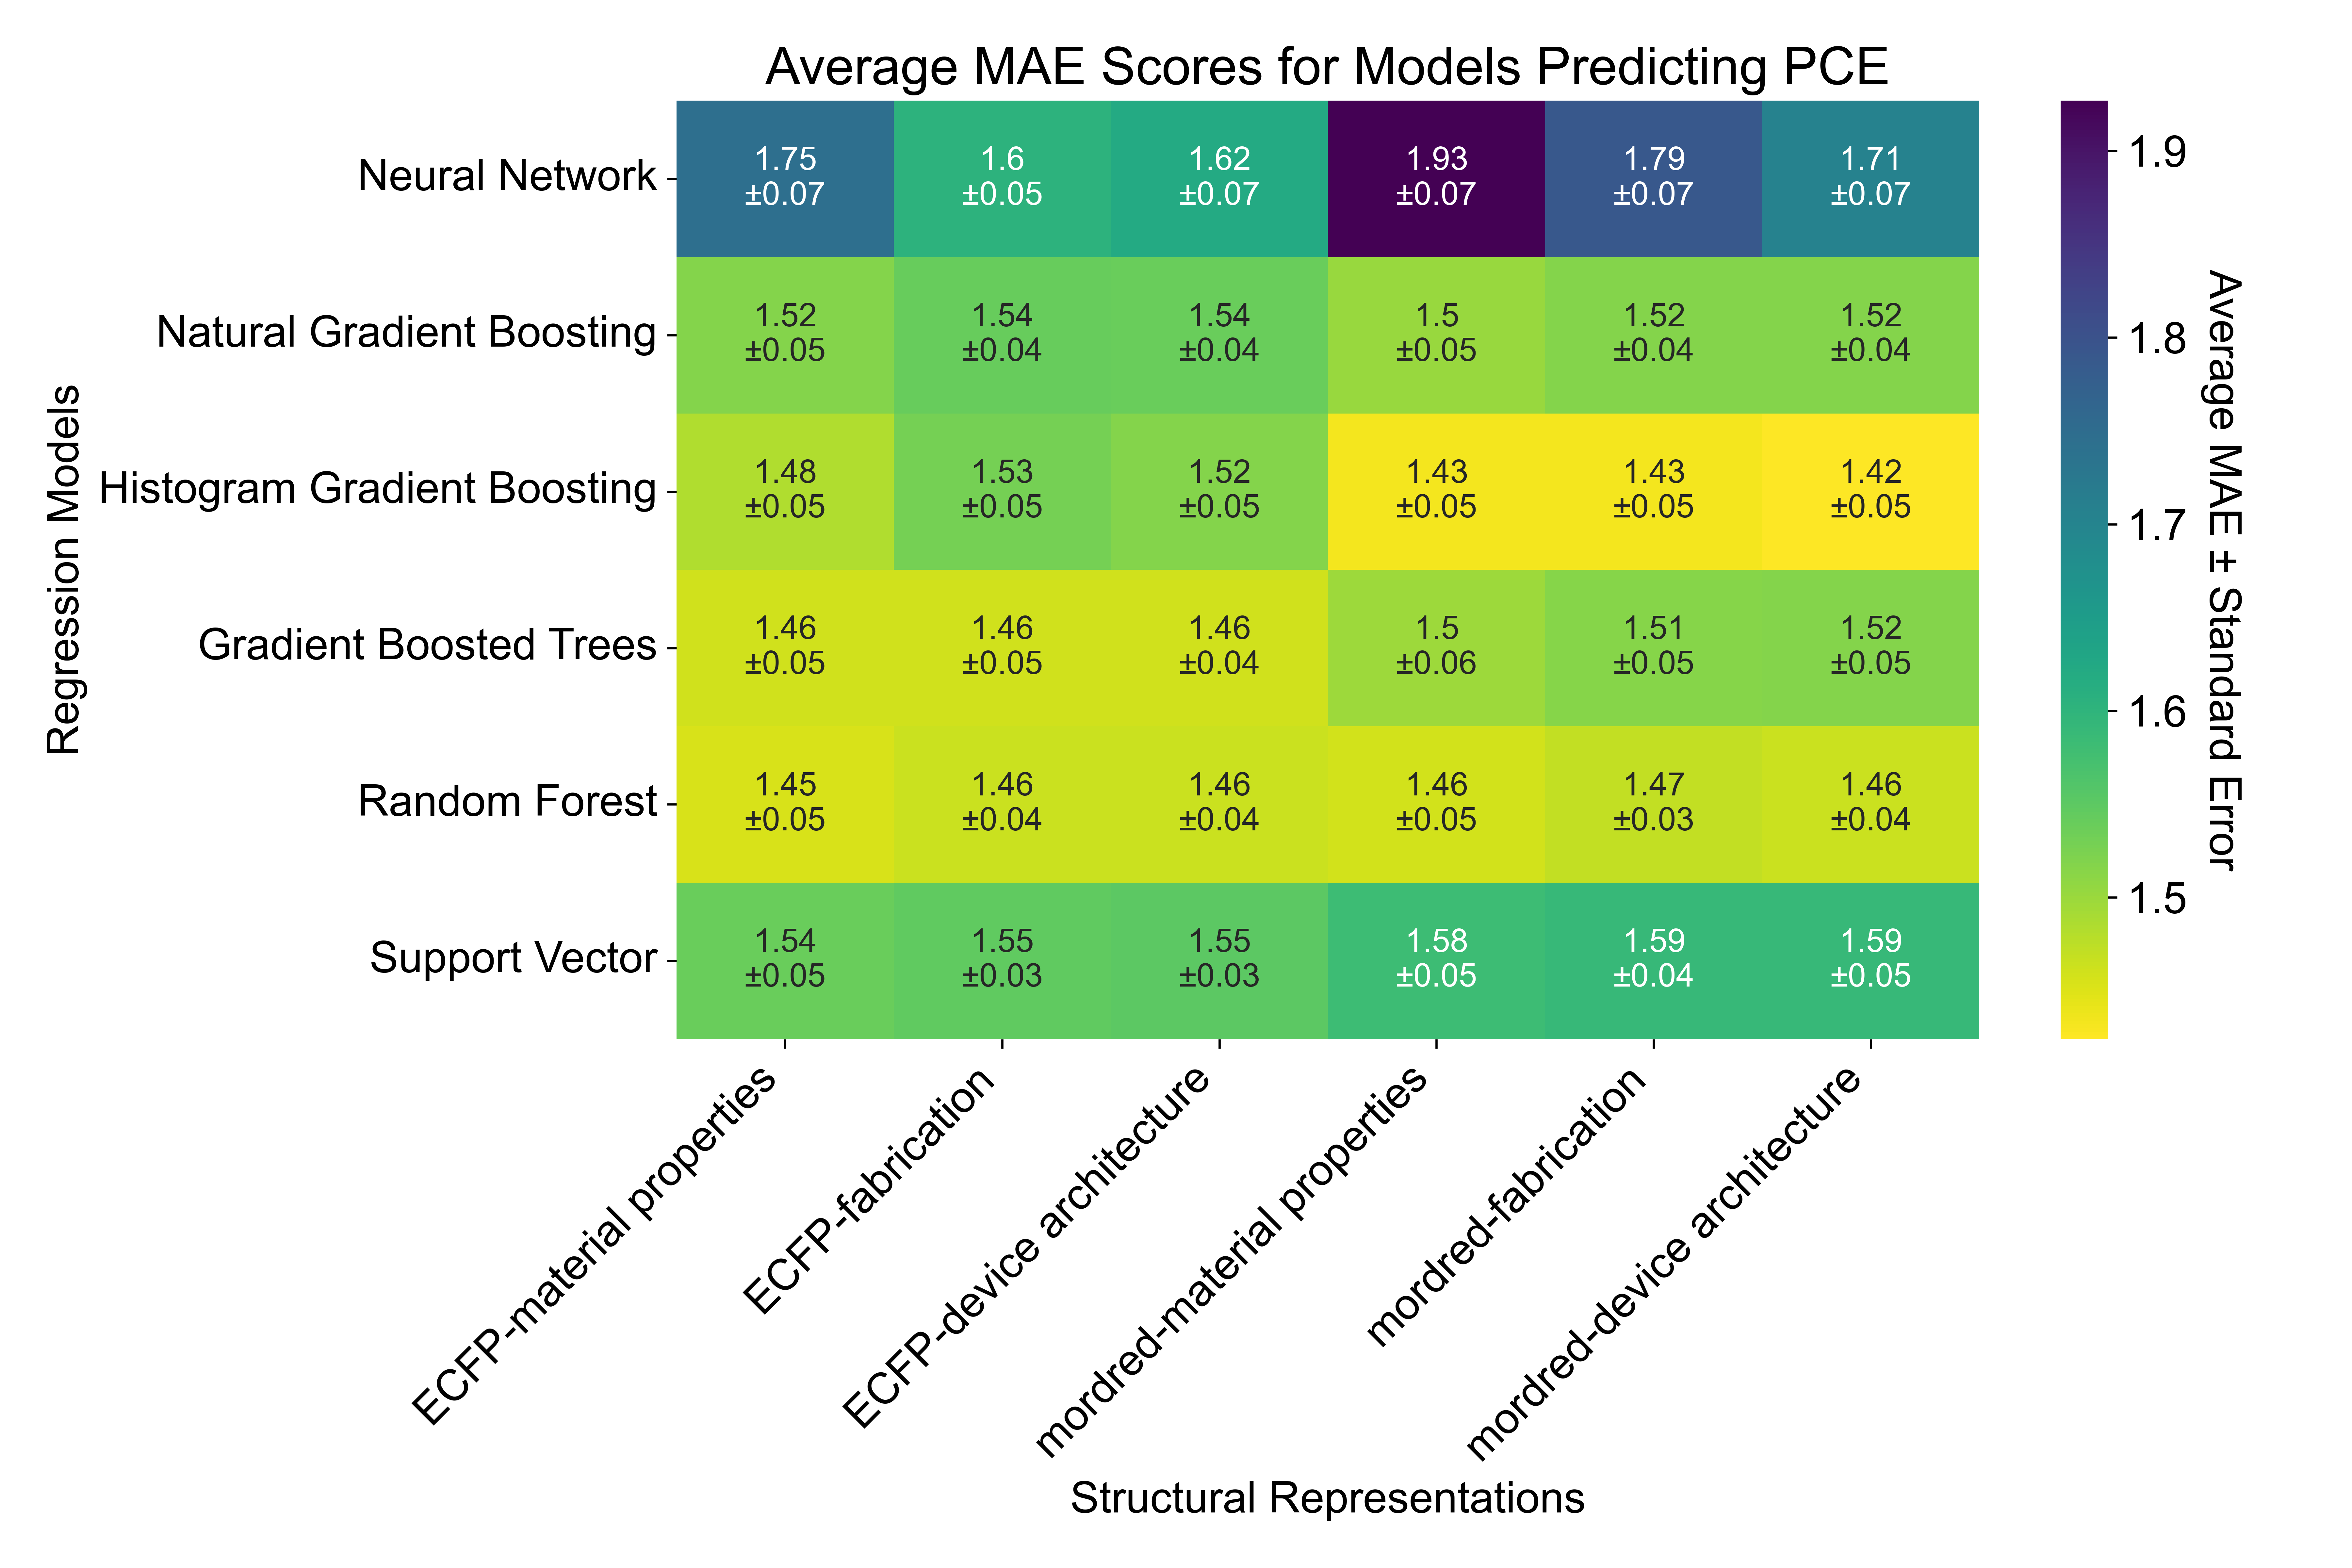 Average MAE Scores for Models Predicting PCE
Regression Models
Neural Network
1.75 1.6 1.62 1.93 1.79 1.71
±0.07 ±0.05 ±0.07 ±0.07 ±0.07 ±0.07
Natural Gradient Boosting
1.52 1.54 1.54 1.5 1.52 1.52
±0.05 ±0.04 ±0.04 ±0.05 ±0.04 ±0.04
Histogram Gradient Boosting
1.48 1.53 1.52 1.43 1.43 1.42
±0.05 ±0.05 ±0.05 ±0.05 ±0.05 ±0.05
Gradient Boosted Trees
1.46 1.46 1.46 1.5 1.51 1.52
±0.05 ±0.05 ±0.04 ±0.06 ±0.05 ±0.05
Random Forest
1.45 1.46 1.46 1.46 1.47 1.46
±0.05 ±0.04 ±0.04 ±0.05 ±0.03 ±0.04
Support Vector
1.54 1.55 1.55 1.58 1.59 1.59
±0.05 ±0.03 ±0.03 ±0.05 ±0.04 ±0.05
ECFP-material properties
ECFP-fabrication
ECFP-device architecture
mordred-material properties
mordred-fabrication
mordred-device architecture
Structural Representations
1.9
1.8
1.7
1.6
1.5
Average MAE ± Standard Error